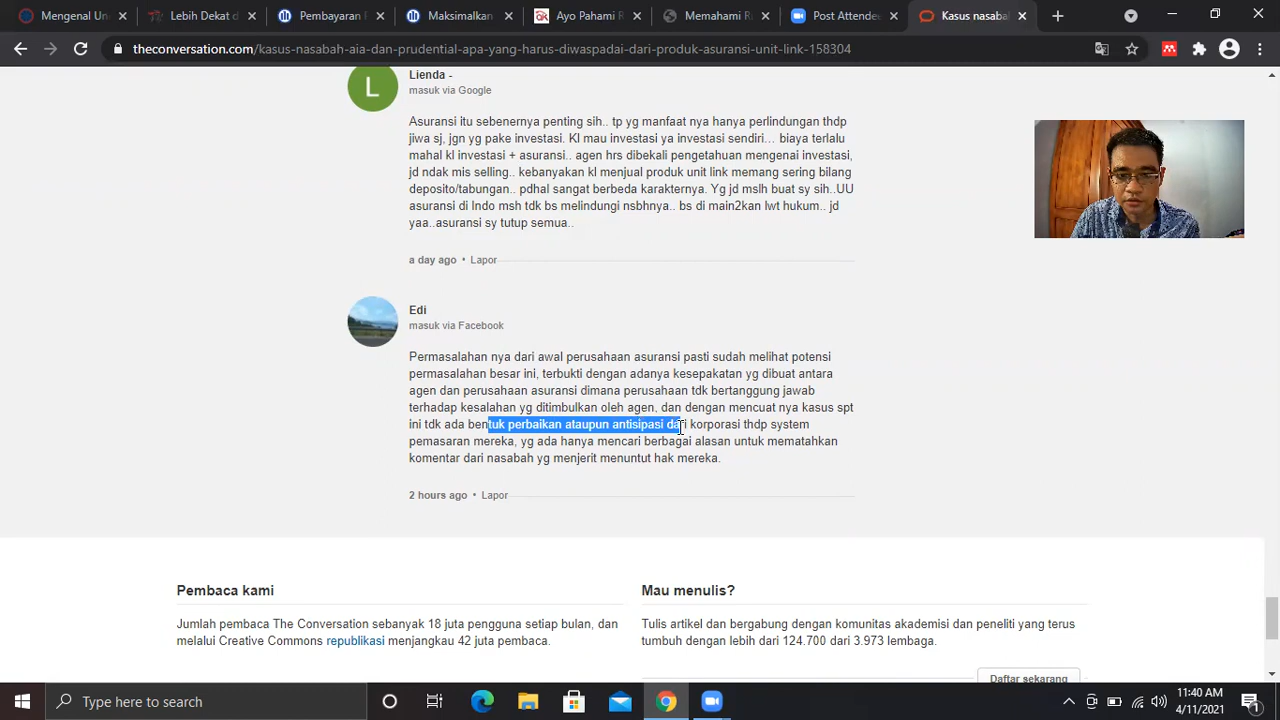 Mengenal Un
Lebih Dekat d
Pembayaran P
Maksimalkan
Ayo Pahami R
Memahami R
Post Attende
Kasus nasaba
theconversation.com/kasus-nasabah-aia-dan-prudential-apa-yang-harus-diwaspadai-dari-produk-asuransi-unit-link-158304
L
Lienda -
masuk via Google
Asuransi itu sebenernya penting sih.. tp yg manfaat nya hanya perlindungan thdp
jiwa sj, jgn yg pake investasi. Kl mau investasi ya investasi sendiri... biaya terlalu
mahal kl investasi + asuransi.. agen hrs dibekali pengetahuan mengenai investasi,
jd ndak mis selling.. kebanyakan kl menjual produk unit link memang sering bilang
deposito/tabungan.. pdhal sangat berbeda karakternya. Yg jd mslh buat sy sih..UU
asuransi di Indo msh tdk bs melindungi nsbhnya.. bs di main2kan lwt hukum.. jd
yaa..asuransi sy tutup semua..
a day ago • Lapor
Edi
masuk via Facebook
Permasalahan nya dari awal perusahaan asuransi pasti sudah melihat potensi
permasalahan besar ini, terbukti dengan adanya kesepakatan yg dibuat antara
agen dan perusahaan asuransi dimana perusahaan tdk bertanggung jawab
terhadap kesalahan yg ditimbulkan oleh agen, dan dengan mencuat nya kasus spt
ini tdk ada bentuk perbaikan ataupun antisipasi dari korporasi thdp system
pemasaran mereka, yg ada hanya mencari berbagai alasan untuk mematahkan
komentar dari nasabah yg menjerit menuntut hak mereka.
2 hours ago • Lapor
Pembaca kami
Jumlah pembaca The Conversation sebanyak 18 juta pengguna setiap bulan, dan
melalui Creative Commons republikasi menjangkau 42 juta pembaca.
Mau menulis?
Tulis artikel dan bergabung dengan komunitas akademisi dan peneliti yang terus
tumbuh dengan lebih dari 124.700 dari 3.973 lembaga.
Daftar sekarang
Type here to search
11:40 AM
4/11/2021
1